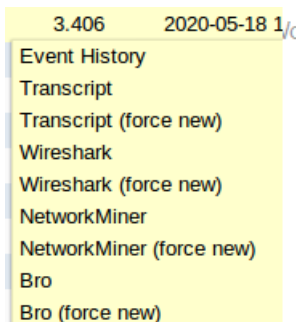 3.406 2020-05-18 1
Event History
Transcript
Transcript (force new)
Wireshark
Wireshark (force new)
NetworkMiner
NetworkMiner (force new)
Bro
Bro (force new)